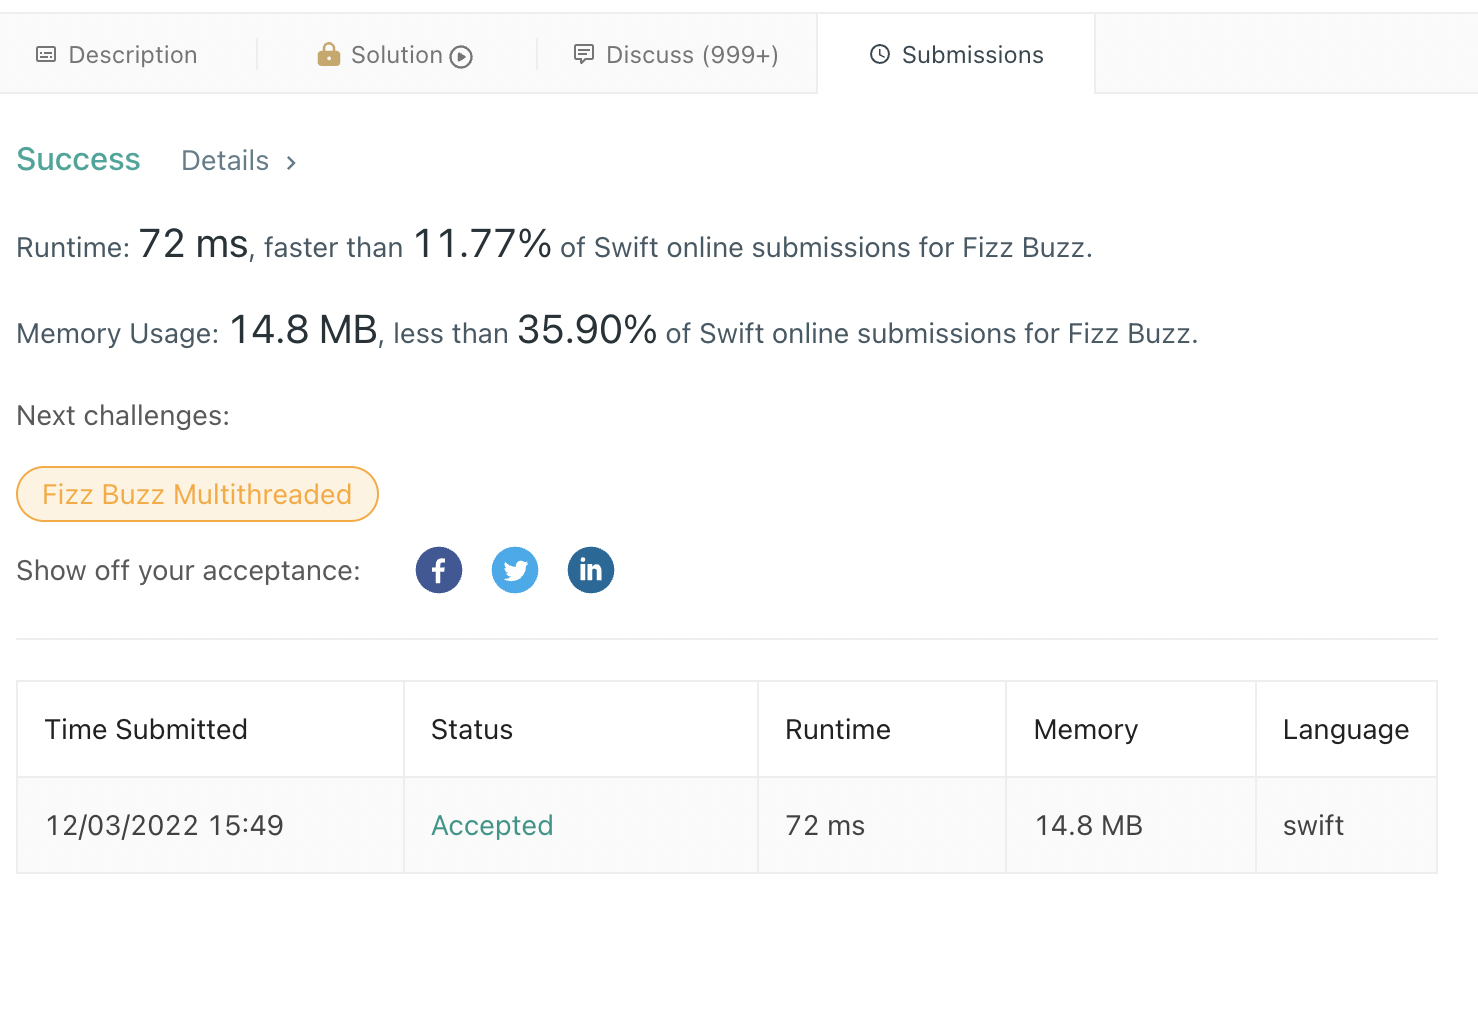 Description Solution Discuss (999+) Submissions
Success Details >
Runtime: 72 ms, faster than 11.77% of Swift online submissions for Fizz Buzz.
Memory Usage: 14.8 MB, less than 35.90% of Swift online submissions for Fizz Buzz.
Next challenges:
Fizz Buzz Multithreaded
Show off your acceptance: f in
Time Submitted Status Runtime Memory Language
12/03/2022 15:49 Accepted 72 ms 14.8 MB swift